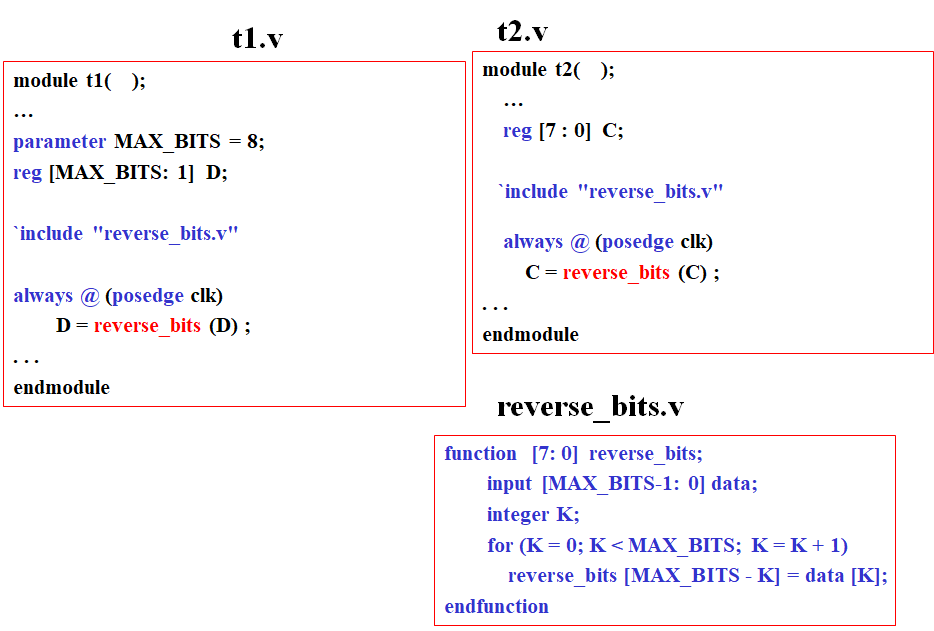 t1.v
module t1( );
…
parameter MAX_BITS = 8;
reg [MAX_BITS: 1] D;
`include "reverse_bits.v"
always @ (posedge clk)
D = reverse_bits (D) ;
. . .
endmodule
t2.v
module t2( );
…
reg [7 : 0] C;
`include "reverse_bits.v"
always @ (posedge clk)
C = reverse_bits (C) ;
. . .
endmodule
reverse_bits.v
function [7: 0] reverse_bits;
input [MAX_BITS-1: 0] data;
integer K;
for (K = 0; K < MAX_BITS; K = K + 1)
reverse_bits [MAX_BITS - K] = data [K];
endfunction